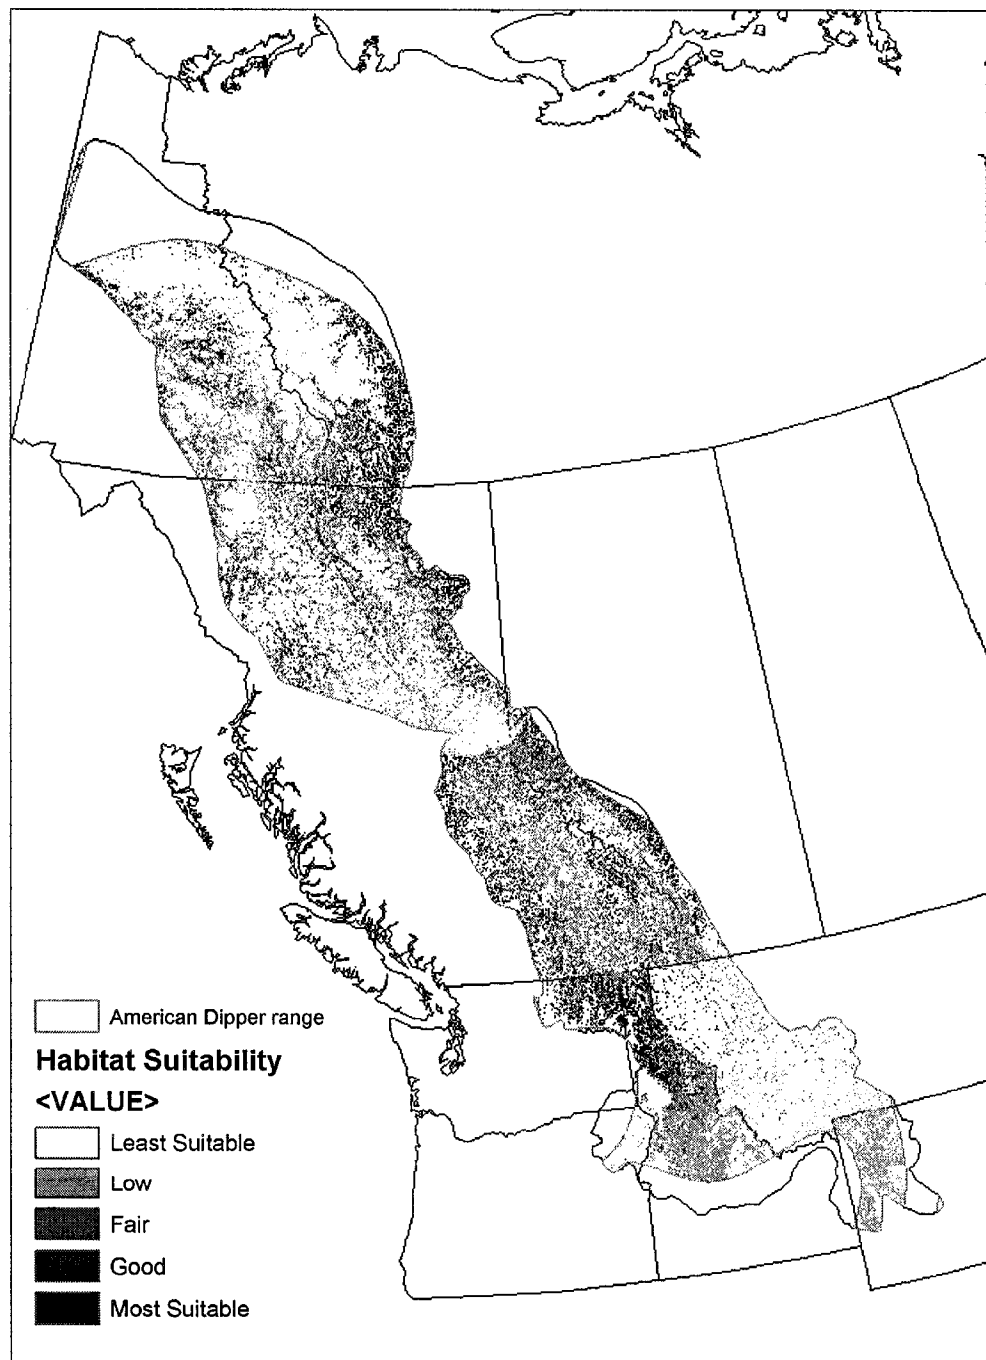 American Dipper range
Habitat Suitability
<VALUE>
Least Suitable
Low
Fair
Good
Most Suitable